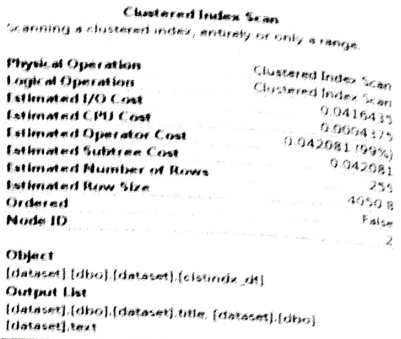 Clustered Index Scan
Scanning a clustered index, entirely or only a range.
Physical Operation Clustered Index Scan
Logical Operation Clustered Index Scan
Estimated I/O Cost 0.0416435
Estimated CPU Cost 0.0004375
Estimated Operator Cost 0.042081 (99%)
Estimated Subtree Cost 0.042081
Estimated Number of Rows 255
Estimated Row Size 4050 B
Ordered False
Node ID 2
Object
[dataset].[dbo].[dataset].[clstindx_dt]
Output List
[dataset].[dbo].[dataset].title, [dataset].[dbo].
[dataset].text